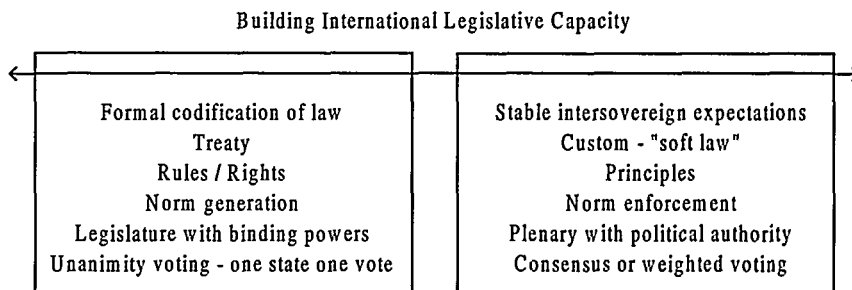 Building International Legislative Capacity
Formal codification of law
Treaty
Rules / Rights
Norm generation
Legislature with binding powers
Unanimity voting - one state one vote
Stable intersovereign expectations
Custom - "soft law"
Principles
Norm enforcement
Plenary with political authority
Consensus or weighted voting